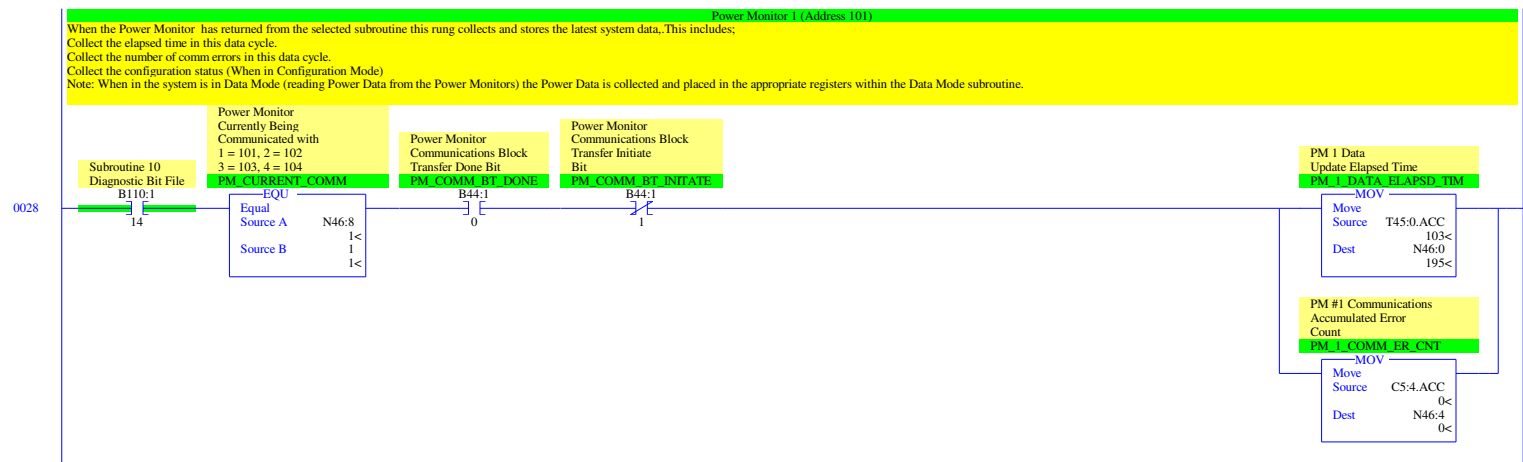 Power Monitor 1 (Address 101)
When the Power Monitor  has returned from the selected subroutine this rung collects and stores the latest system data,.This includes;
Collect the elapsed time in this data cycle.
Collect the number of comm errors in this data cycle.
Collect the configuration status (When in Configuration Mode)
Note: When in the system is in Data Mode (reading Power Data from the Power Monitors) the Power Data is collected and placed in the appropriate registers within the Data Mode subroutine.
0028
Subroutine 10
Diagnostic Bit File
B110:1
14
Power Monitor
Currently Being
Communicated with
1 = 101, 2 = 102
3 = 103, 4 = 104
PM_CURRENT_COMM
EQU
Equal
Source A N46:8
1<
Source B 1
1<
Power Monitor
Communications Block
Transfer Done Bit
PM_COMM_BT_DONE
B44:1
0
Power Monitor
Communications Block
Transfer Initiate
Bit
PM_COMM_BT_INITATE
B44:1
1
PM 1 Data
Update Elapsed Time
PM_1_DATA_ELAPSD_TIM
MOV
Move
Source T45:0.ACC
103<
Dest N46:0
195<
PM #1 Communications
Accumulated Error
Count
PM_1_COMM_ER_CNT
MOV
Move
Source C5:4.ACC
0<
Dest N46:4
0<